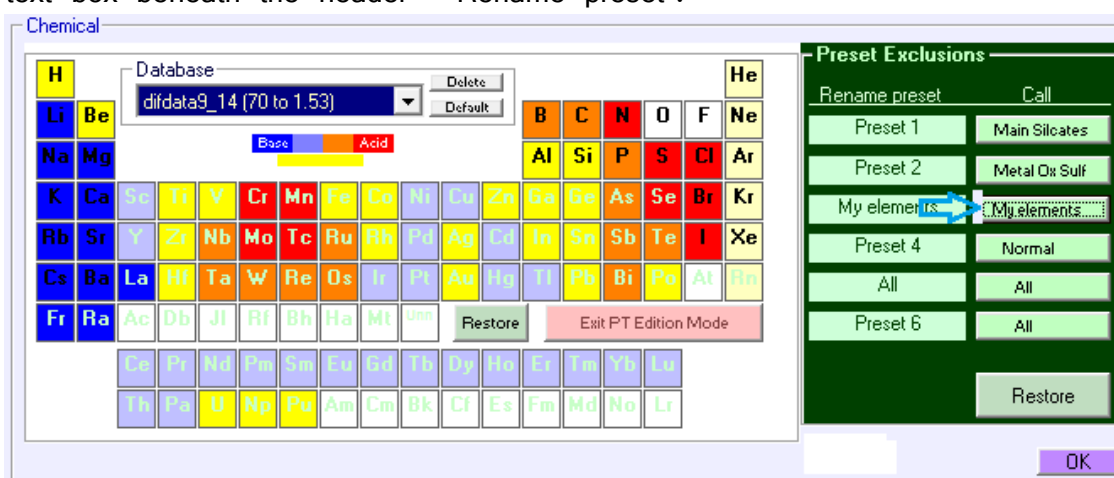 text box beneath the header " Rename preset".
Chemical
Preset Exclusions
H
Database
Delete
He
difdata9_14 (70 to 1.53)
Default
Rename preset Call
Li Be
B C N O F Ne
Preset 1 Main Silcates
Base Acid
Na Mg
Al Si P S Cl Ar
Preset 2 Metal Ox Sulf
K Ca Sc Ti V Cr Mn Fe Co Ni Cu Zn Ga Ge As Se Br Kr
My elements My elements
Rb Sr Y Zr Nb Mo Tc Ru Rh Pd Ag Cd In Sn Sb Te I Xe
Preset 4 Normal
Cs Ba La Hf Ta W Re Os Ir Pt Au Hg Tl Pb Bi Po At Rn
All All
Fr Ra Ac Db Jl Rf Bh Ha Mt Unn Restore Exit PT Edition Mode
Preset 6 All
Ce Pr Nd Pm Sm Eu Gd Tb Dy Ho Er Tm Yb Lu
Th Pa U Np Pu Am Cm Bk Cf Es Fm Md No Lr
Restore
OK